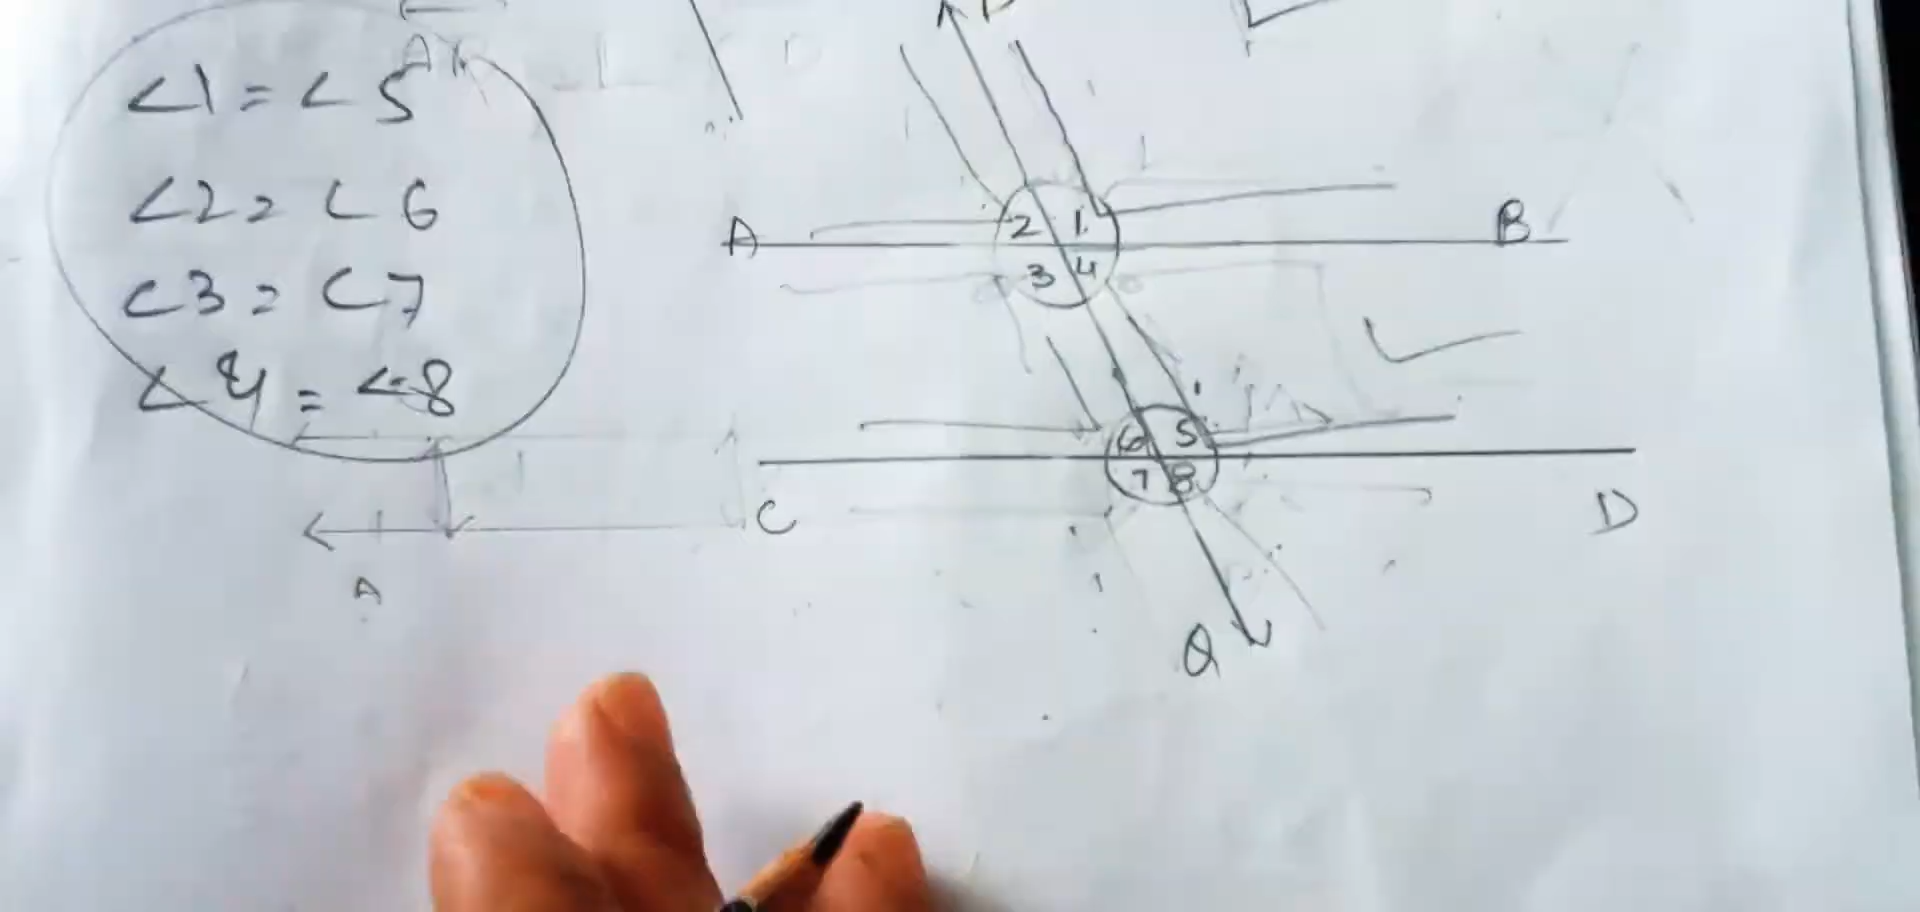 <1 = < 5
<2 = < 6
<3 = < 7
< 4 = < 8
A
D
2 1
A
B
3 4
6 5
7 8
C
D
A
Q